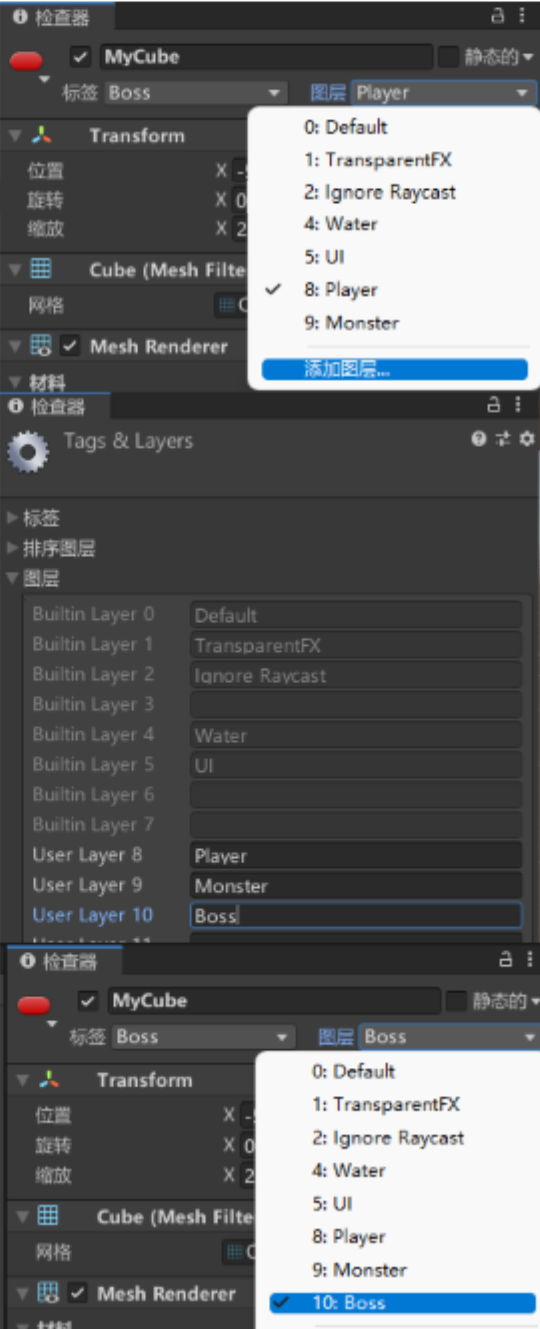 检查器
MyCube 静态的
标签 Boss 图层 Player
0: Default
Transform
1: TransparentFX
位置 X
2: Ignore Raycast
旋转 X 0
4: Water
缩放 X 2
5: UI
Cube (Mesh Filte
8: Player
网格
9: Monster
Mesh Renderer
添加图层...
材料
检查器
Tags & Layers
标签
排序图层
图层
Builtin Layer 0 Default
Builtin Layer 1 TransparentFX
Builtin Layer 2 Ignore Raycast
Builtin Layer 3
Builtin Layer 4 Water
Builtin Layer 5 UI
Builtin Layer 6
Builtin Layer 7
User Layer 8 Player
User Layer 9 Monster
User Layer 10 Boss
检查器
MyCube 静态的
标签 Boss 图层 Boss
0: Default
Transform
1: TransparentFX
位置 X
2: Ignore Raycast
旋转 X 0
4: Water
缩放 X 2
5: UI
Cube (Mesh Filte
8: Player
网格
9: Monster
Mesh Renderer
10: Boss